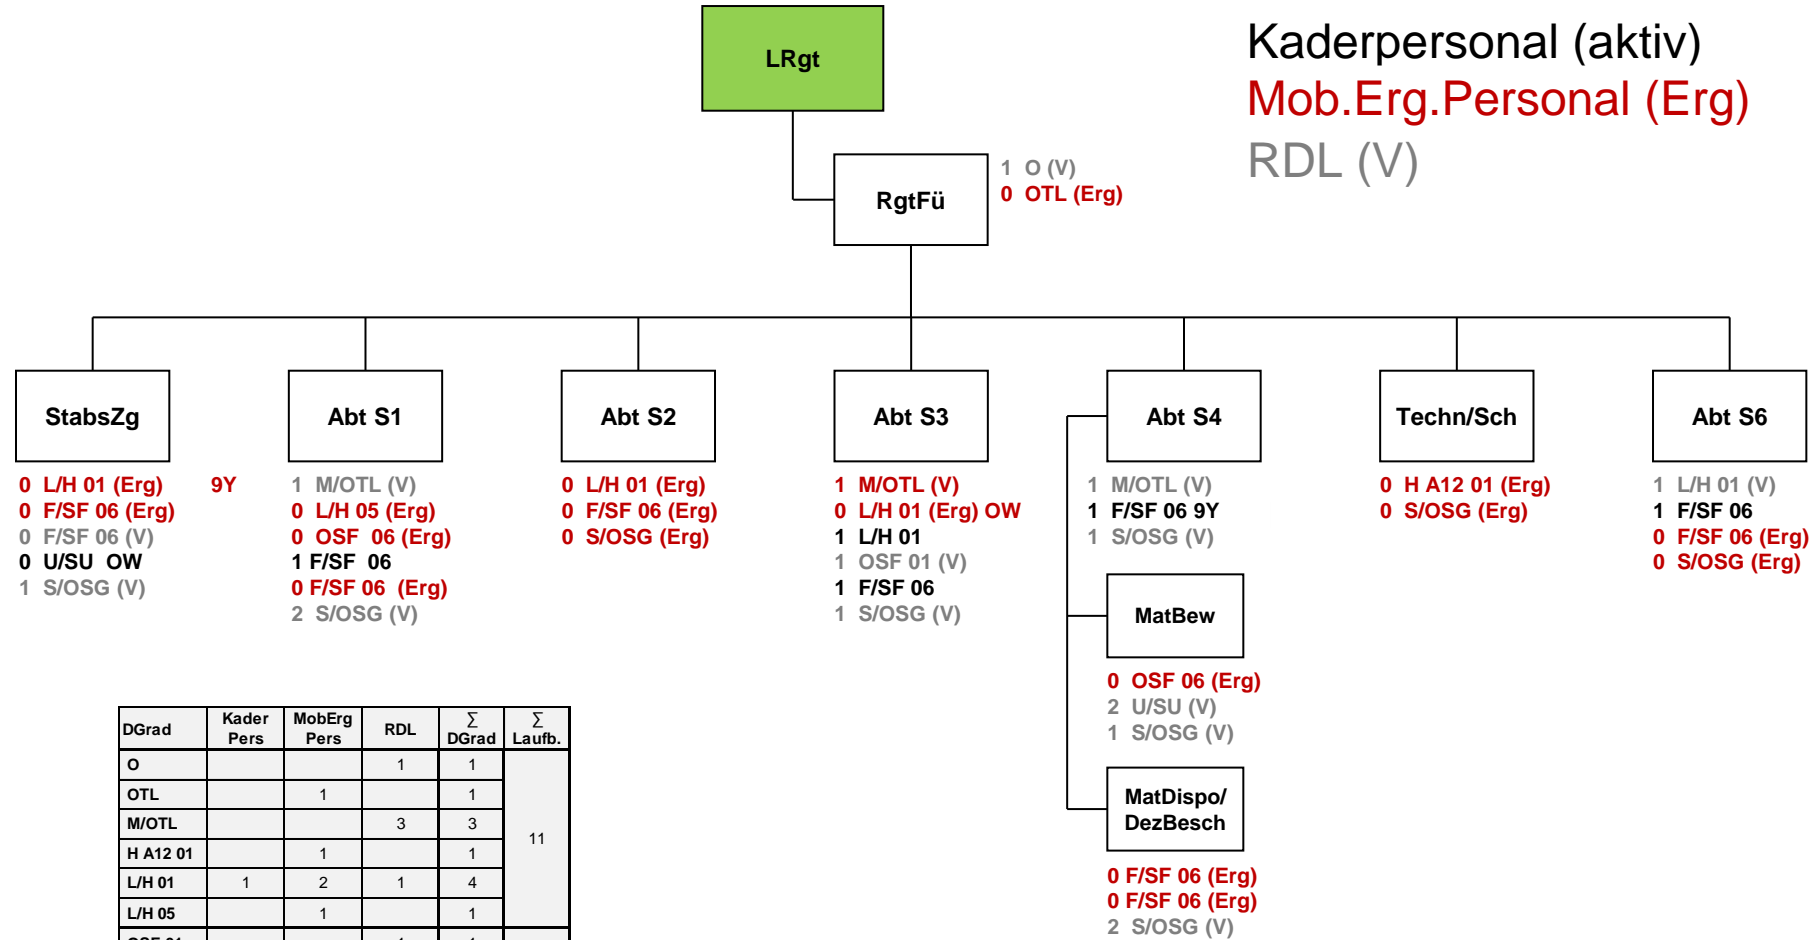 LRgt
Kaderpersonal (aktiv)
Mob.Erg.Personal (Erg)
RDL (V)
RgtFü
1 O (V)
0 OTL (Erg)
StabsZg
0 L/H 01 (Erg) 9Y
0 F/SF 06 (Erg)
0 F/SF 06 (V)
0 U/SU OW
1 S/OSG (V)
Abt S1
1 M/OTL (V)
0 L/H 05 (Erg)
0 OSF 06 (Erg)
1 F/SF 06
0 F/SF 06 (Erg)
2 S/OSG (V)
Abt S2
0 L/H 01 (Erg)
0 F/SF 06 (Erg)
0 S/OSG (Erg)
Abt S3
1 M/OTL (V)
0 L/H 01 (Erg) OW
1 L/H 01
1 OSF 01 (V)
1 F/SF 06
1 S/OSG (V)
Abt S4
1 M/OTL (V)
1 F/SF 06 9Y
1 S/OSG (V)
MatBew
0 OSF 06 (Erg)
2 U/SU (V)
1 S/OSG (V)
MatDispo/
DezBesch
0 F/SF 06 (Erg)
0 F/SF 06 (Erg)
2 S/OSG (V)
Techn/Sch
0 H A12 01 (Erg)
0 S/OSG (Erg)
Abt S6
1 L/H 01 (V)
1 F/SF 06
0 F/SF 06 (Erg)
0 S/OSG (Erg)
DGrad Kader Pers MobErg Pers RDL ∑ DGrad ∑ Laufb.
O 1 1
OTL 1 1
M/OTL 3 3
11
H A12 01 1 1
L/H 01 1 2 1 4
L/H 05 1 1